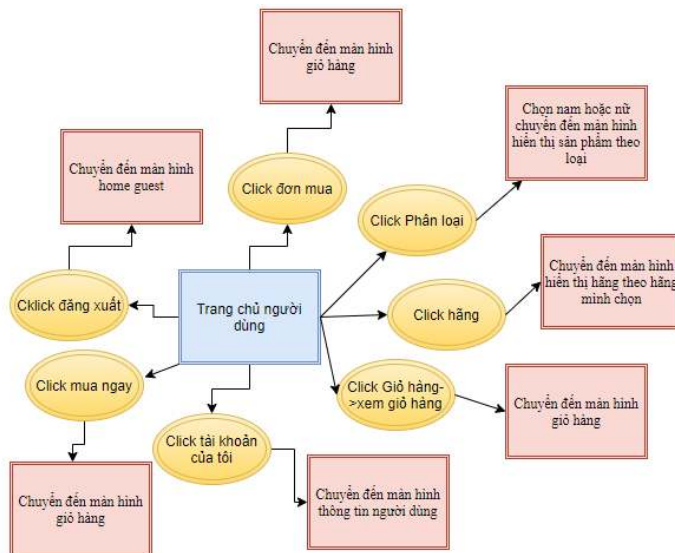 Chuyển đến màn hình
giỏ hàng
Chọn nam hoặc nữ
chuyển đến màn hình
hiển thị sản phẩm theo
loại
Chuyển đến màn hình
home guest
Click đơn mua
Click Phân loại
Chuyển đến màn hình
hiển thị hãng theo hãng
mình chọn
Cklick đăng xuất
Trang chủ người
dùng
Click hãng
Click mua ngay
Click Giỏ hàng-
>xem giỏ hàng
Chuyển đến màn hình
giỏ hàng
Click tài khoản
của tôi
Chuyển đến màn hình
giỏ hàng
Chuyển đến màn hình
thông tin người dùng